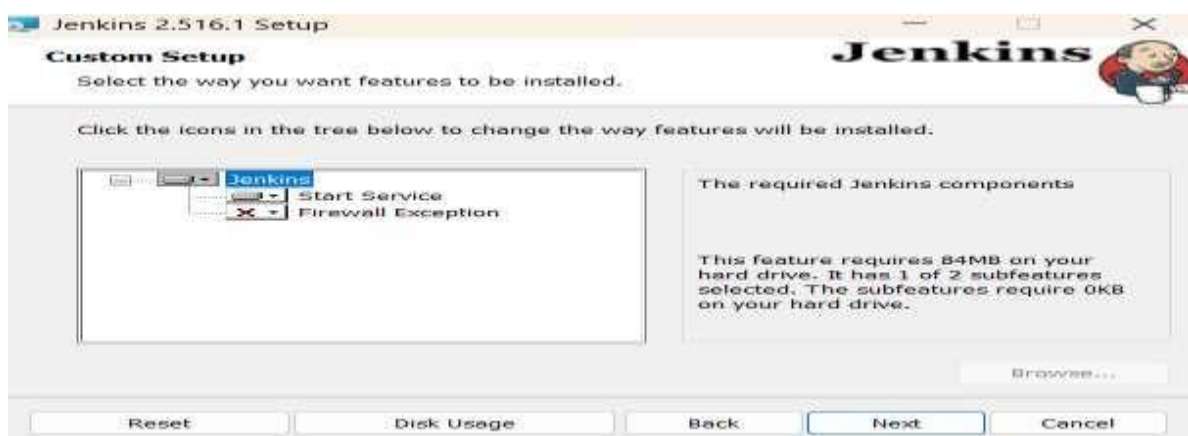 Jenkins 2.516.1 Setup
Custom Setup
Jenkins
Select the way you want features to be installed.
Click the icons in the tree below to change the way features will be installed.
Jenkins
Start Service
Firewall Exception
The required Jenkins components
This feature requires 84MB on your
hard drive. It has 1 of 2 subfeatures
selected. The subfeatures require 0KB
on your hard drive.
Browse...
Reset
Disk Usage
Back
Next
Cancel